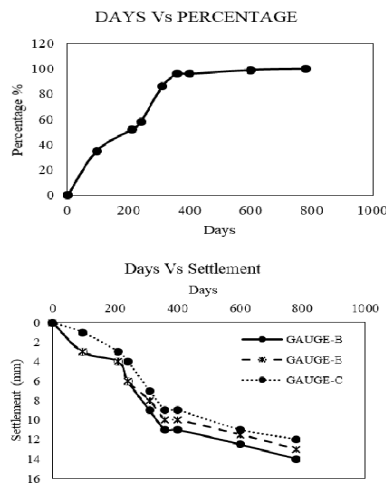 DAYS Vs PERCENTAGE
120
100
80
60
40
20
0
Percentage %
0 200 400 600 800 1000
Days
Days Vs Settlement
Days
0 200 400 600 800 1000
0
2
4
6
8
10
12
14
16
Settlement (mm)
GAUGE-B
GAUGE-E
GAUGE-C